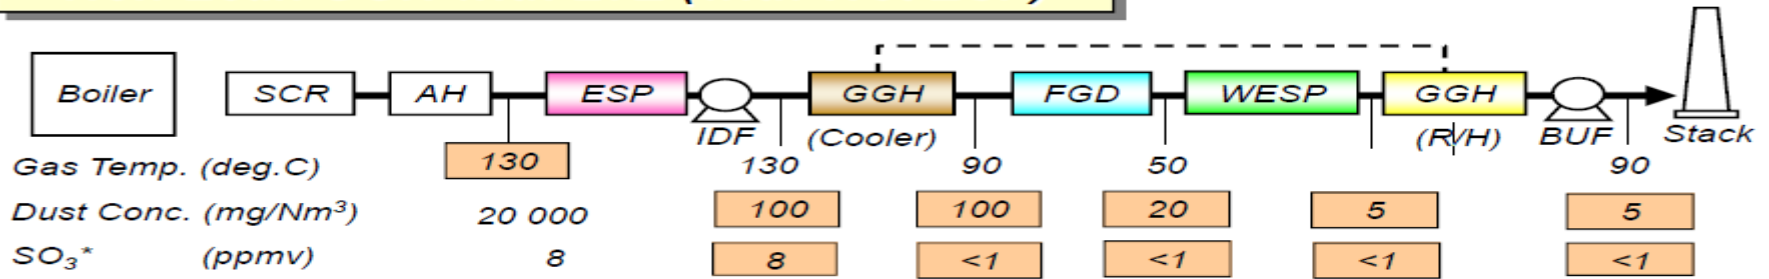 Boiler SCR AH ESP GGH FGD WESP GGH
IDF (Cooler) (R/H) BUF Stack
Gas Temp. (deg.C) 130 130 90 50 90
Dust Conc. (mg/Nm³) 20 000 100 100 20 5 5
SO₃* (ppmv) 8 8 <1 <1 <1 <1